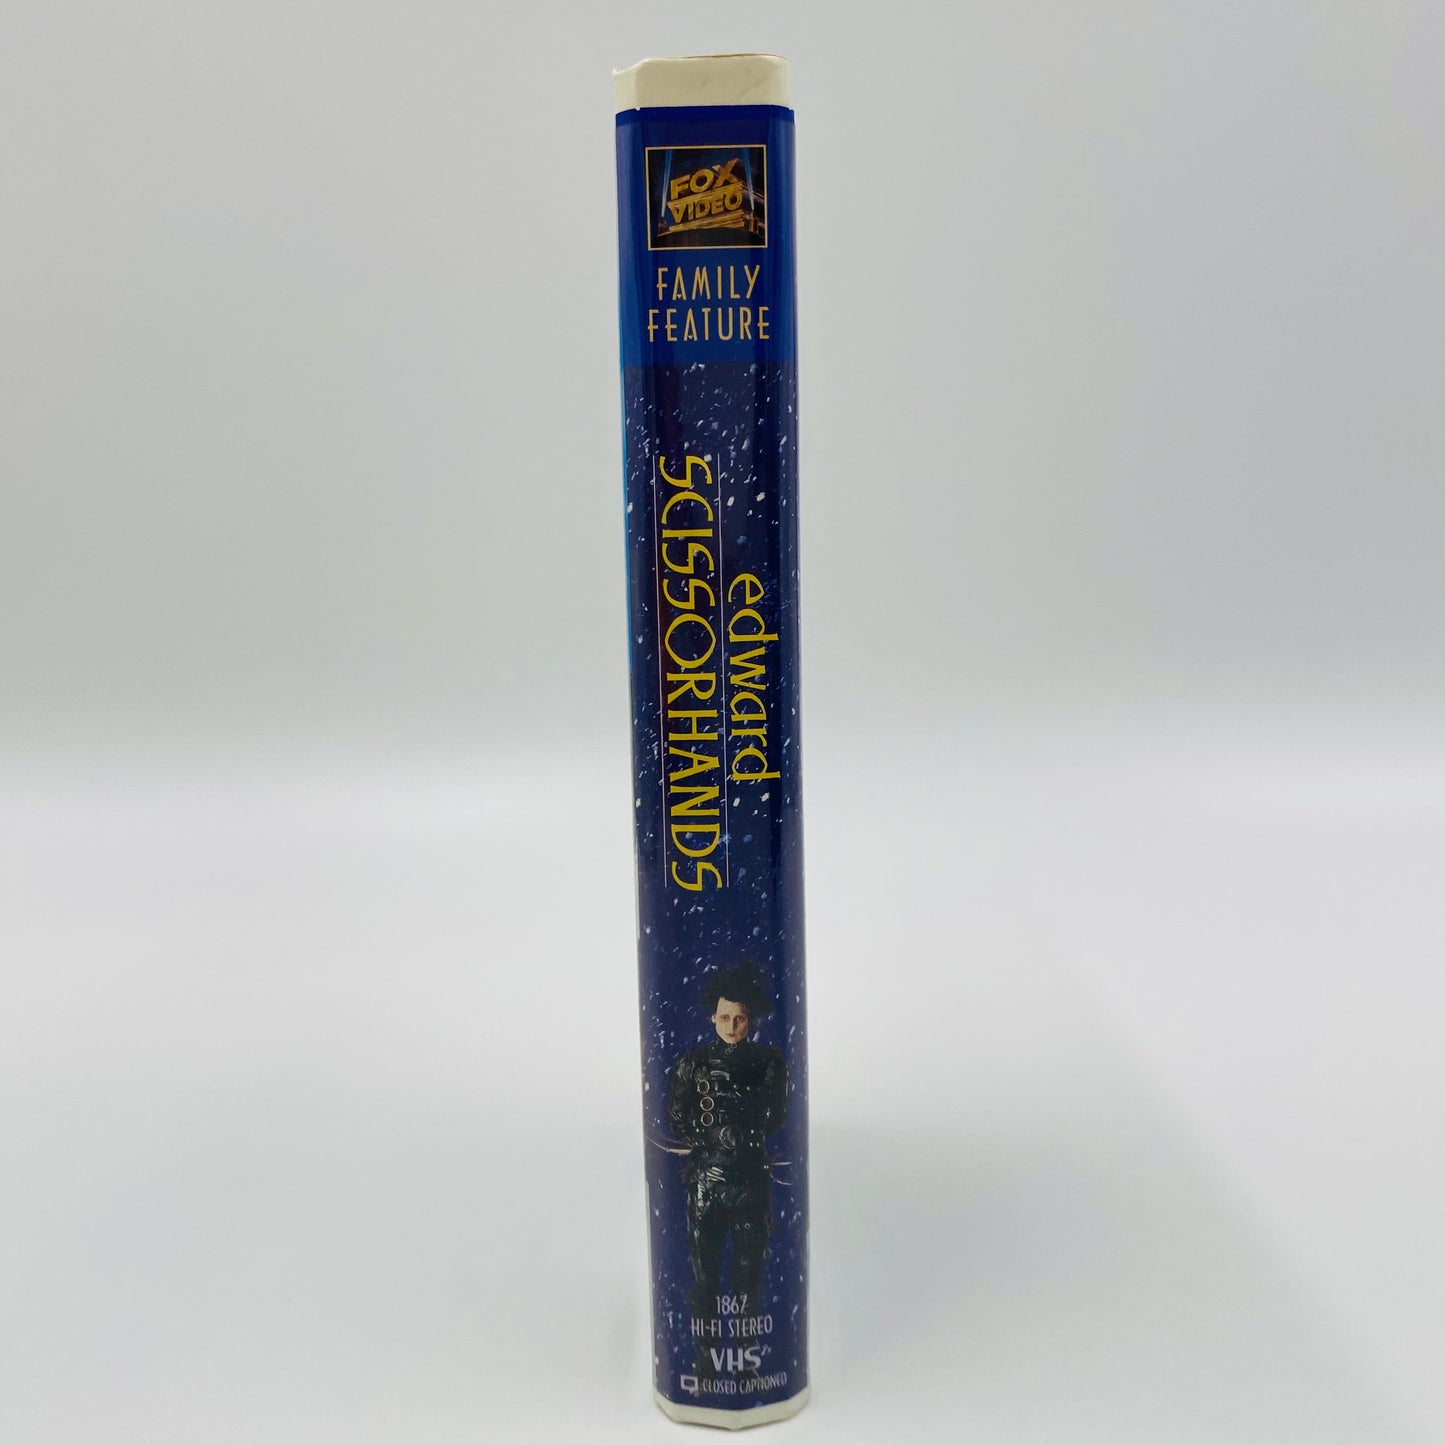 FOX
VIDEO
FAMILY
FEATURE
edward
SCISSORHANDS
1867
HI-FI STEREO
VHS
CLOSED CAPTIONED